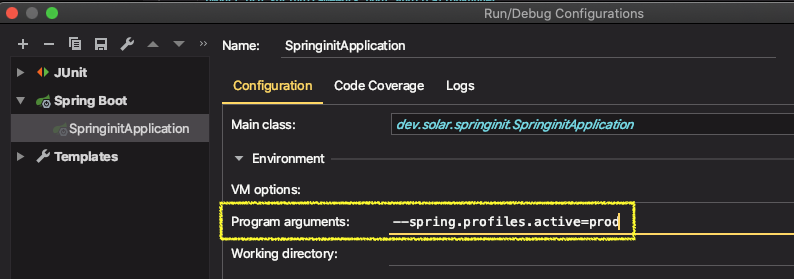 Run/Debug Configurations
Name: SpringinitApplication
JUnit
Spring Boot
SpringinitApplication
Templates
Configuration Code Coverage Logs
Main class: dev.solar.springinit.SpringinitApplication
Environment
VM options:
Program arguments: --spring.profiles.active=prod
Working directory: